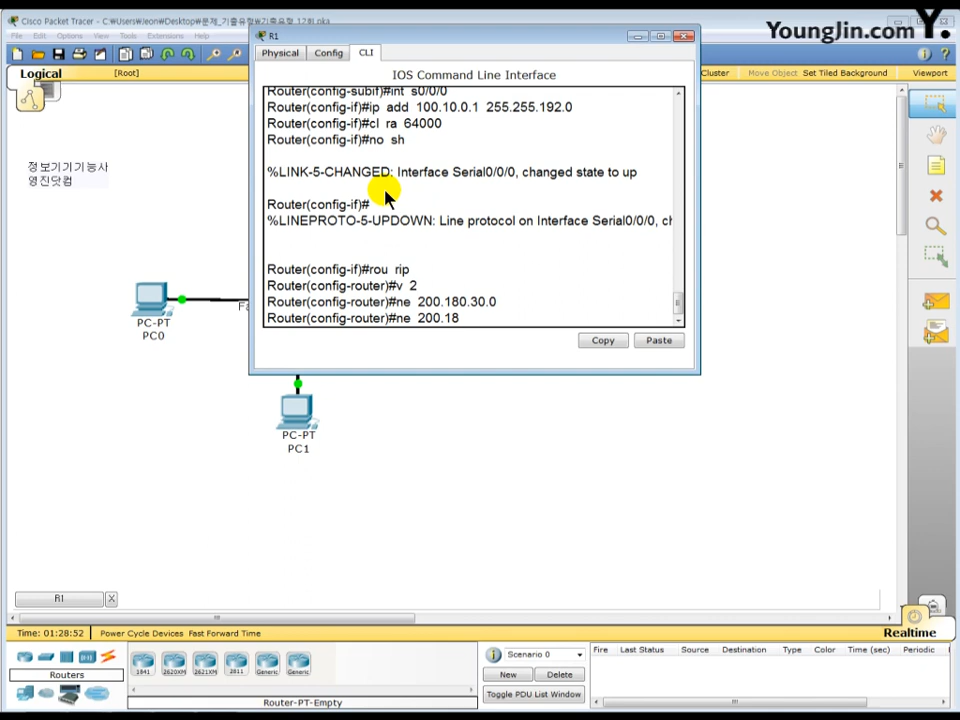 Cisco Packet Tracer - C:\Users\Jeon\Desktop\문제_기출유형\기출유형_12.pka
YoungJin.com Y.
File Edit Options View Tools Extensions Help
R1
Logical
[Root]
Cluster Move Object Set Tiled Background Viewport
Physical Config CLI
IOS Command Line Interface
Router(config-subif)#int s0/0/0
Router(config-if)#ip add 100.10.0.1 255.255.192.0
Router(config-if)#cl ra 64000
Router(config-if)#no sh
%LINK-5-CHANGED: Interface Serial0/0/0, changed state to up
Router(config-if)#
%LINEPROTO-5-UPDOWN: Line protocol on Interface Serial0/0/0, ch
Router(config-if)#rou rip
Router(config-router)#v 2
Router(config-router)#ne 200.180.30.0
Router(config-router)#ne 200.18
Copy Paste
정보기기기능사
영진닷컴
Fa
PC-PT
PC0
PC-PT
PC1
R1 X
Time: 01:28:52 Power Cycle Devices Fast Forward Time
Realtime
Routers
1841 2620XM 2621XM 2811 Generic Generic
Router-PT-Empty
Scenario 0
New Delete
Toggle PDU List Window
Fire Last Status Source Destination Type Color Time (sec) Periodic